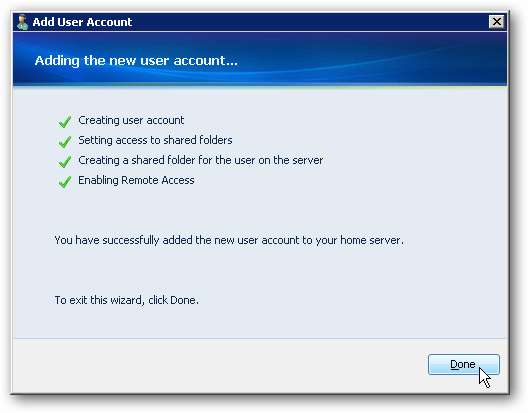 Add User Account
Adding the new user account...
Creating user account
Setting access to shared folders
Creating a shared folder for the user on the server
Enabling Remote Access
You have successfully added the new user account to your home server.
To exit this wizard, click Done.
Done